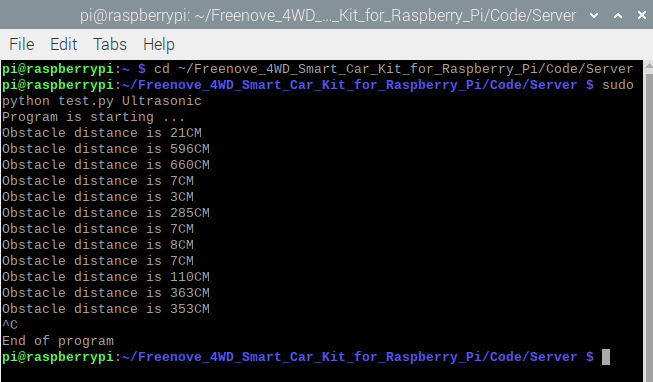 pi@raspberrypi: ~/Freenove_4WD_..._Kit_for_Raspberry_Pi/Code/Server
File Edit Tabs Help
pi@raspberrypi:~ $ cd ~/Freenove_4WD_Smart_Car_Kit_for_Raspberry_Pi/Code/Server
pi@raspberrypi:~/Freenove_4WD_Smart_Car_Kit_for_Raspberry_Pi/Code/Server $ sudo
python test.py Ultrasonic
Program is starting ...
Obstacle distance is 21CM
Obstacle distance is 596CM
Obstacle distance is 660CM
Obstacle distance is 7CM
Obstacle distance is 3CM
Obstacle distance is 285CM
Obstacle distance is 7CM
Obstacle distance is 8CM
Obstacle distance is 7CM
Obstacle distance is 110CM
Obstacle distance is 363CM
Obstacle distance is 353CM
^C
End of program
pi@raspberrypi:~/Freenove_4WD_Smart_Car_Kit_for_Raspberry_Pi/Code/Server $